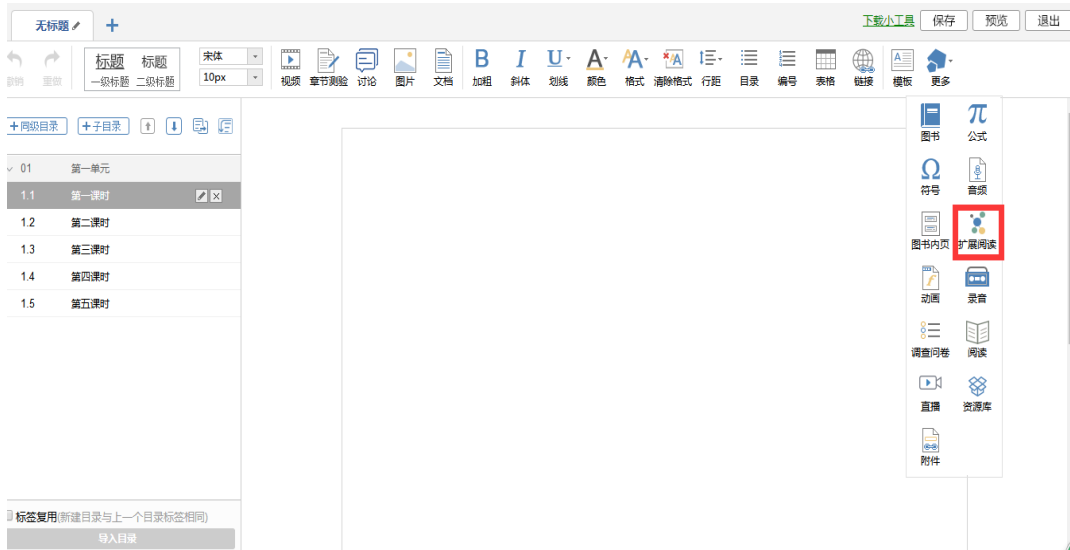 无标题
下载小工具 保存 预览 退出
撤销 重做 标题 标题 宋体
一级标题 二级标题 10px
视频 章节测验 讨论 图片 文档 B 加粗 I 斜体 U 划线 A 颜色 格式 清除格式 行距 目录 编号 表格 链接 模板 更多
+同级目录 +子目录
01 第一单元
1.1 第一课时
1.2 第二课时
1.3 第三课时
1.4 第四课时
1.5 第五课时
图书 π 公式
Ω 符号 音频
图书内页 扩展阅读
动画 录音
调查问卷 阅读
直播 资源库
附件
标签复用(新建目录与上一个目录标签相同)
导入目录